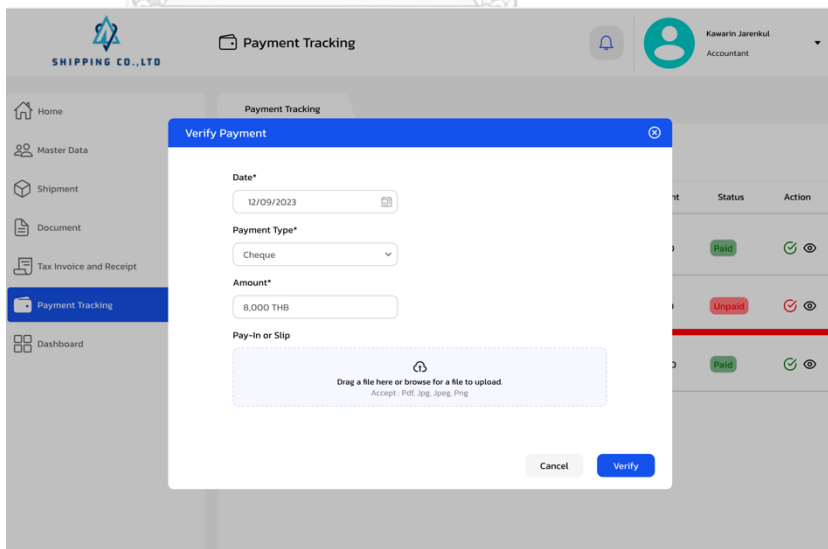 SHIPPING CO.,LTD
Payment Tracking
Kawarin Jarenkul
Accountant
Home
Master Data
Shipment
Document
Tax Invoice and Receipt
Payment Tracking
Dashboard
Payment Tracking
Status
Action
Paid
Unpaid
Paid
Verify Payment
Date*
12/09/2023
Payment Type*
Cheque
Amount*
8,000 THB
Pay-In or Slip
Drag a file here or browse for a file to upload.
Accept : Pdf, Jpg, Jpeg, Png
Cancel
Verify